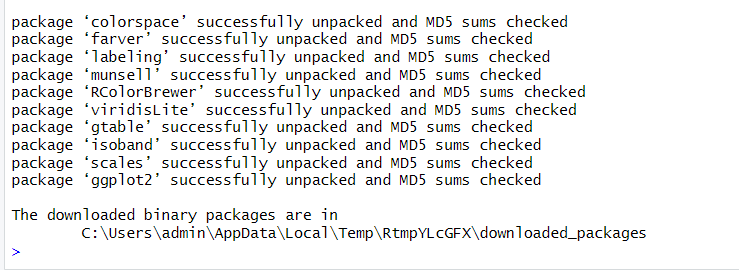 package ‘colorspace’ successfully unpacked and MD5 sums checked
package ‘farver’ successfully unpacked and MD5 sums checked
package ‘labeling’ successfully unpacked and MD5 sums checked
package ‘munsell’ successfully unpacked and MD5 sums checked
package ‘RColorBrewer’ successfully unpacked and MD5 sums checked
package ‘viridisLite’ successfully unpacked and MD5 sums checked
package ‘gtable’ successfully unpacked and MD5 sums checked
package ‘isoband’ successfully unpacked and MD5 sums checked
package ‘scales’ successfully unpacked and MD5 sums checked
package ‘ggplot2’ successfully unpacked and MD5 sums checked
The downloaded binary packages are in
C:\Users\admin\AppData\Local\Temp\RtmpYLcGFX\downloaded_packages
>